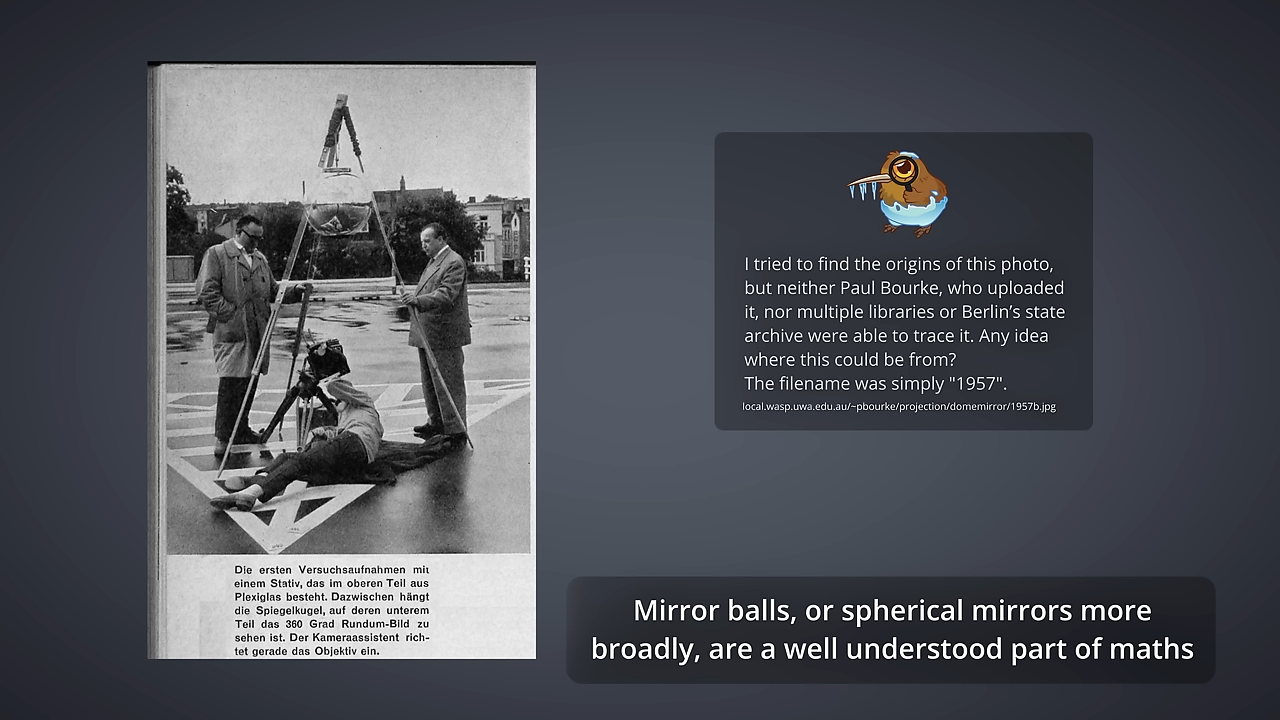 Die ersten Versuchsaufnahmen mit
einem Stativ, das im oberen Teil aus
Plexiglas besteht. Dazwischen hängt
die Spiegelkugel, auf deren unterem
Teil das 360 Grad Rundum-Bild zu
sehen ist. Der Kameraassistent rich-
tet gerade das Objektiv ein.
I tried to find the origins of this photo,
but neither Paul Bourke, who uploaded
it, nor multiple libraries or Berlin’s state
archive were able to trace it. Any idea
where this could be from?
The filename was simply "1957".
local.wasp.uwa.edu.au/~pbourke/projection/domemirror/1957b.jpg
Mirror balls, or spherical mirrors more
broadly, are a well understood part of maths